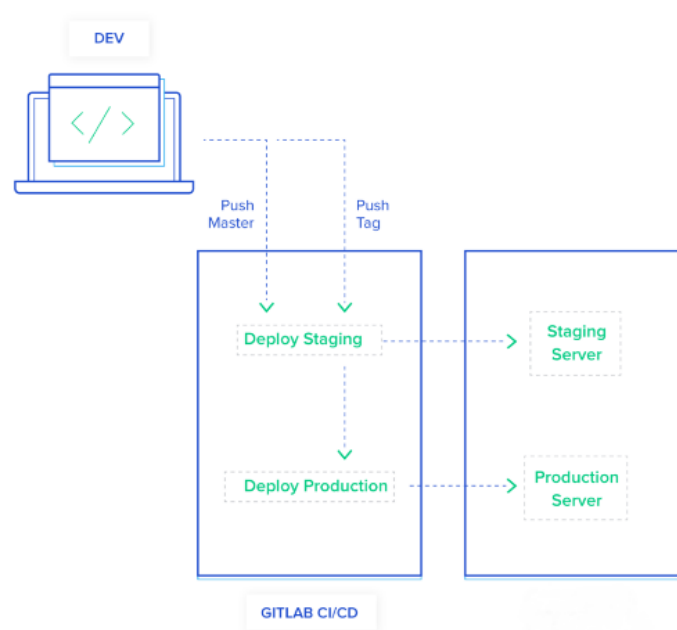 DEV
Push
Master
Push
Tag
Deploy Staging
Staging
Server
Deploy Production
Production
Server
GITLAB CI/CD